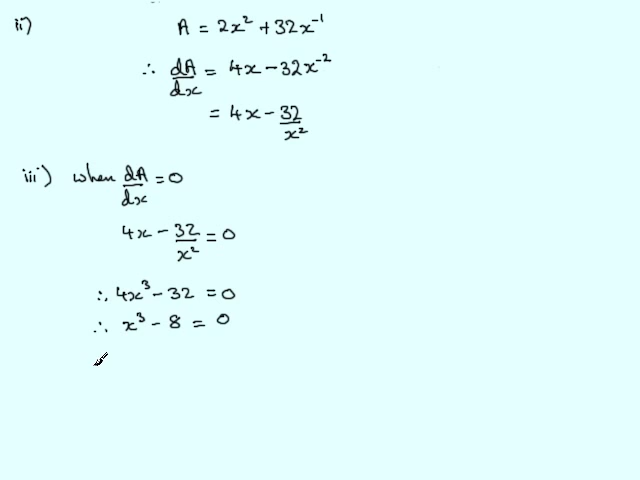 ii) A = 2x² + 32x⁻¹
∴ dA/dx = 4x − 32x⁻²
= 4x − 32/x²
iii) when dA/dx = 0
4x − 32/x² = 0
∴ 4x³ − 32 = 0
∴ x³ − 8 = 0